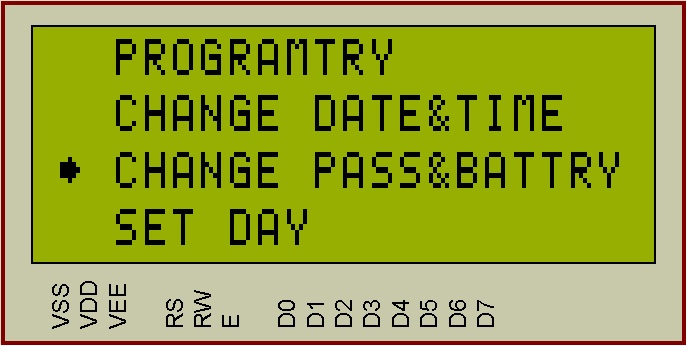 PROGRAMTRY
CHANGE DATE&TIME
CHANGE PASS&BATTRY
SET DAY
VSS VDD VEE RS RW E D0 D1 D2 D3 D4 D5 D6 D7